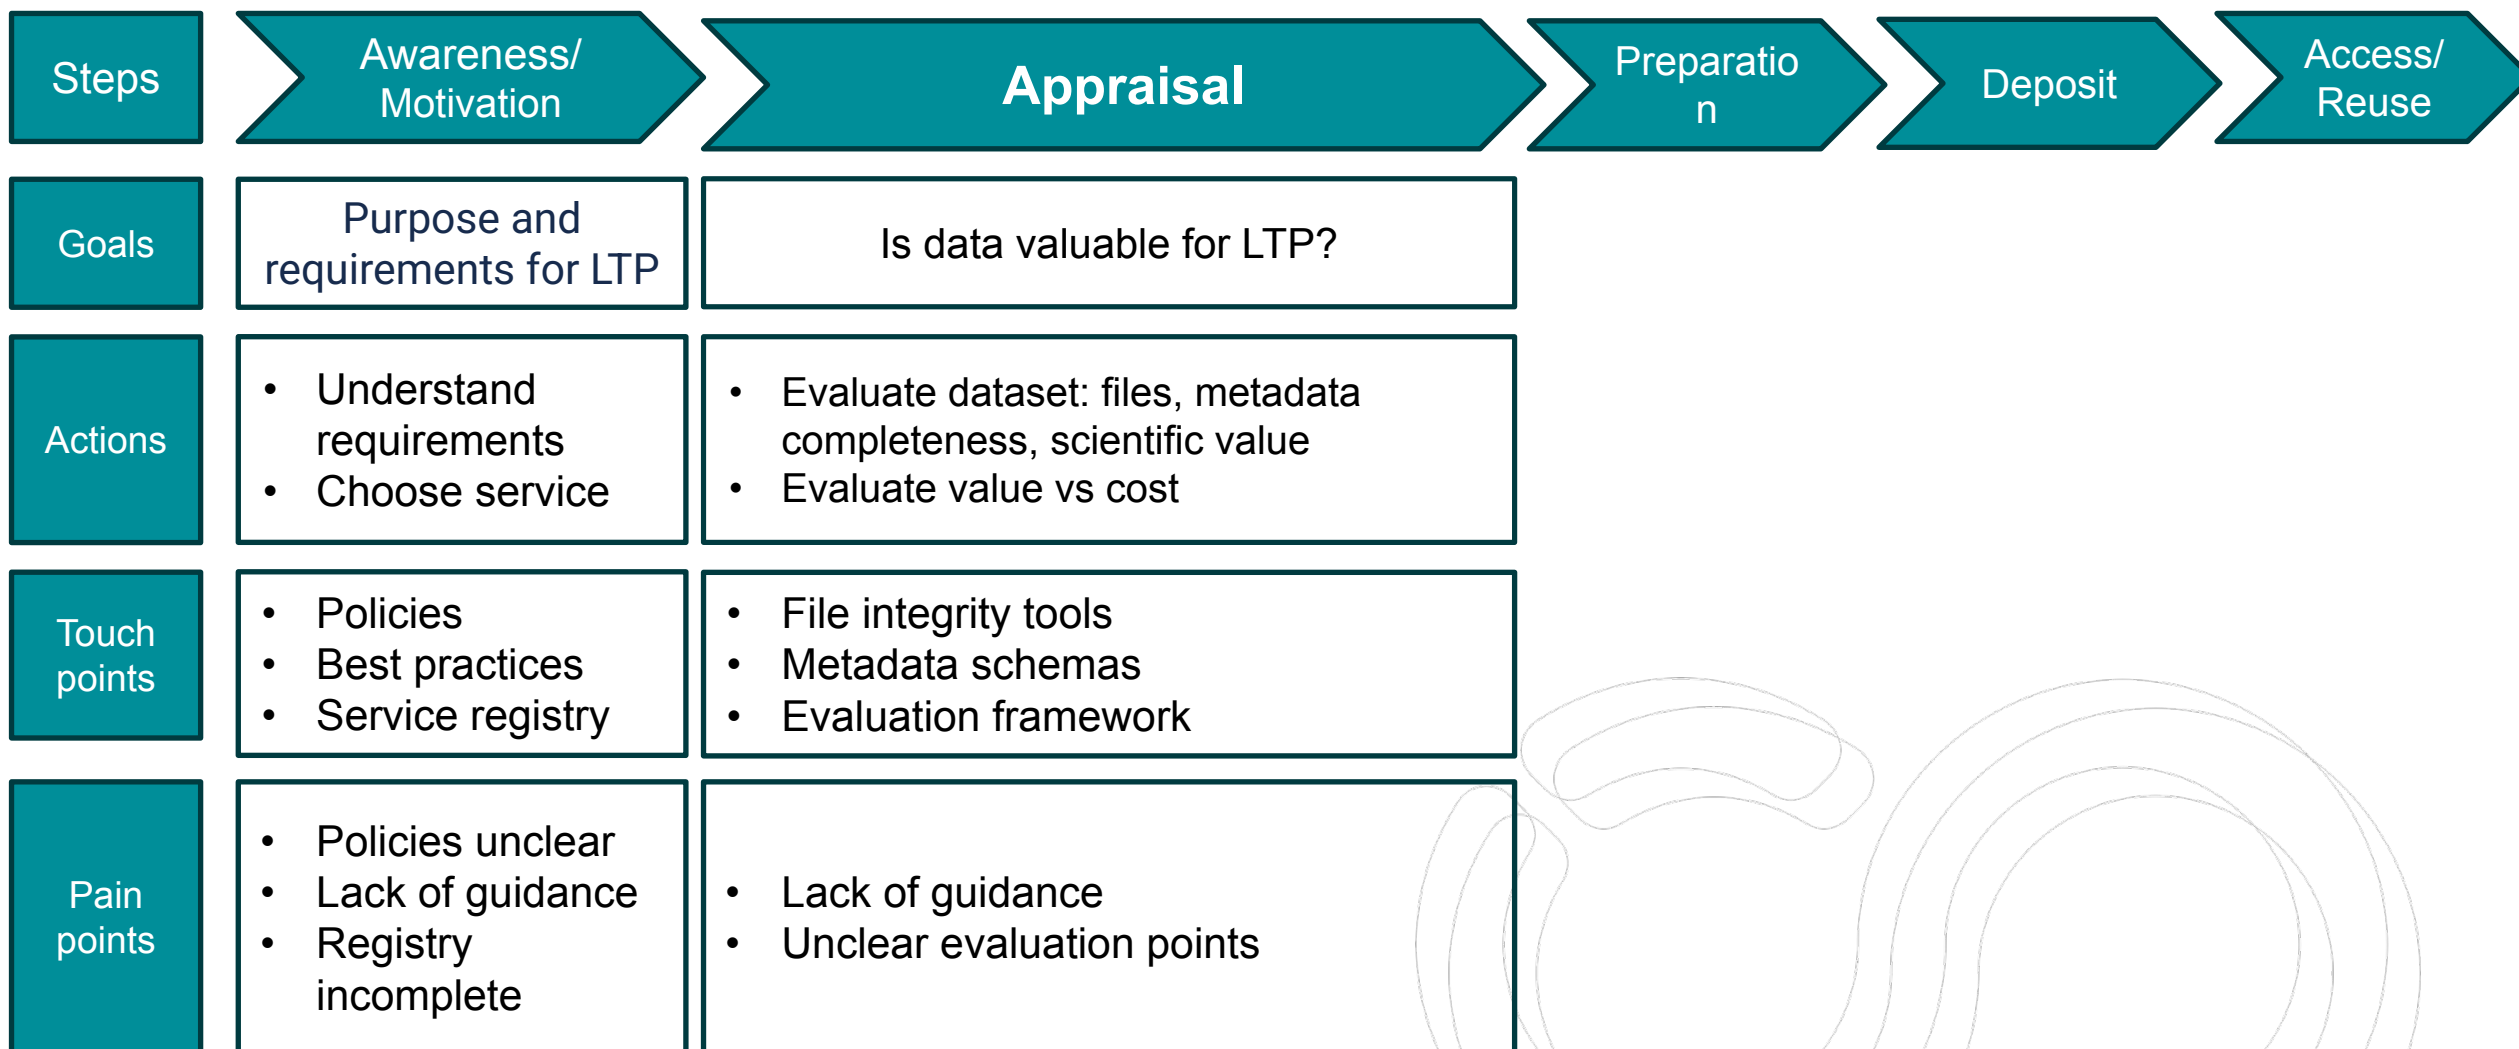 Steps
Awareness/
Motivation
Appraisal
Preparatio
n
Deposit
Access/
Reuse
Goals
Purpose and
requirements for LTP
Is data valuable for LTP?
Actions
• Understand
requirements
• Choose service
• Evaluate dataset: files, metadata
completeness, scientific value
• Evaluate value vs cost
Touch
points
• Policies
• Best practices
• Service registry
• File integrity tools
• Metadata schemas
• Evaluation framework
Pain
points
• Policies unclear
• Lack of guidance
• Registry
incomplete
• Lack of guidance
• Unclear evaluation points